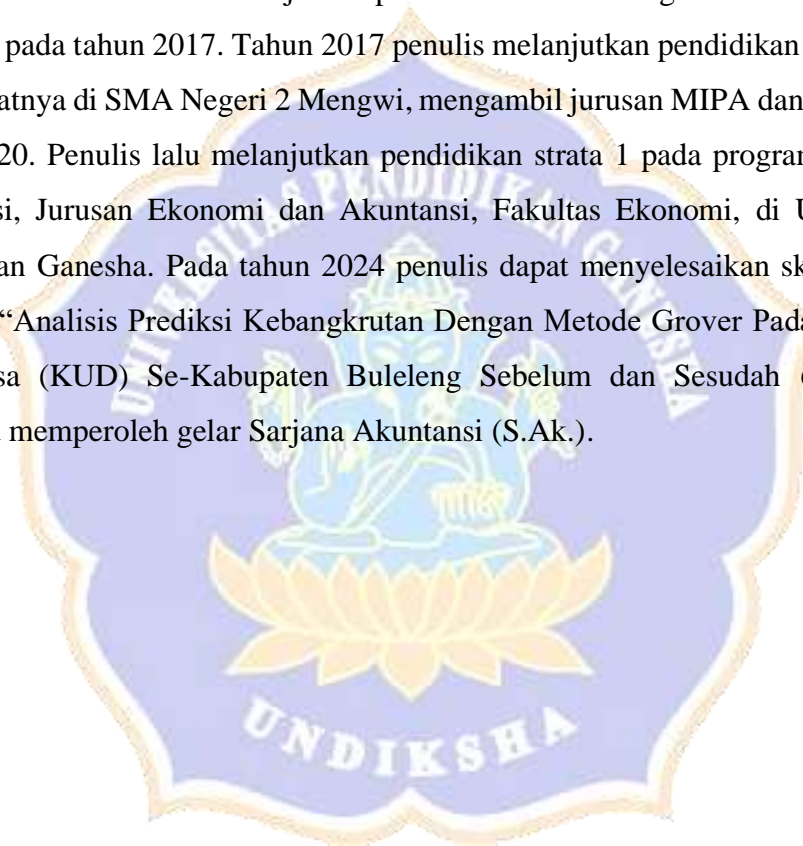 pada tahun 2017. Tahun 2017 penulis melanjutkan pendidikan
atnya di SMA Negeri 2 Mengwi, mengambil jurusan MIPA dan
20. Penulis lalu melanjutkan pendidikan strata 1 pada program
si, Jurusan Ekonomi dan Akuntansi, Fakultas Ekonomi, di U
an Ganesha. Pada tahun 2024 penulis dapat menyelesaikan sk
“Analisis Prediksi Kebangkrutan Dengan Metode Grover Pada
sa (KUD) Se-Kabupaten Buleleng Sebelum dan Sesudah
memperoleh gelar Sarjana Akuntansi (S.Ak.).
UNIVERSITAS PENDIDIKAN GANESHA
UNDIKSHA